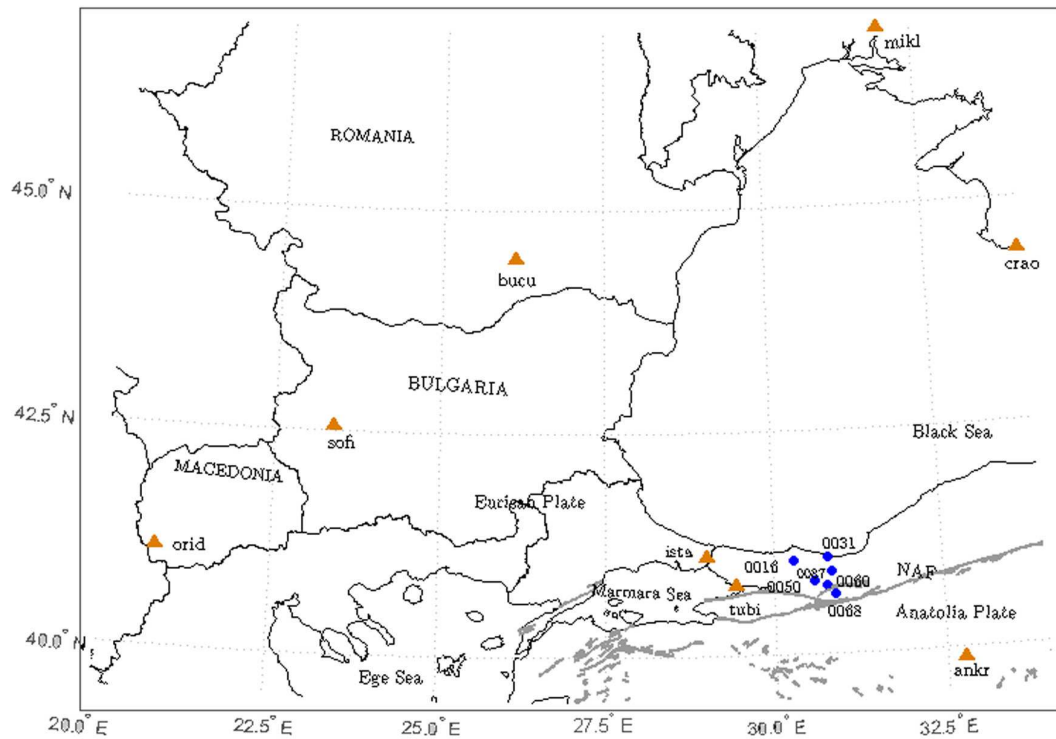 mikl
ROMANIA
45.0° N
crao
bucu
BULGARIA
42.5° N
sofi
Black Sea
MACEDONIA
Eurisan Plate
orid
ista
0031
0016
0087
NAF
0050
0060
Marmara Sea
tubi
0068
Anatolia Plate
40.0° N
Ege Sea
ankr
20.0° E
22.5° E
25.0° E
27.5° E
30.0° E
32.5° E